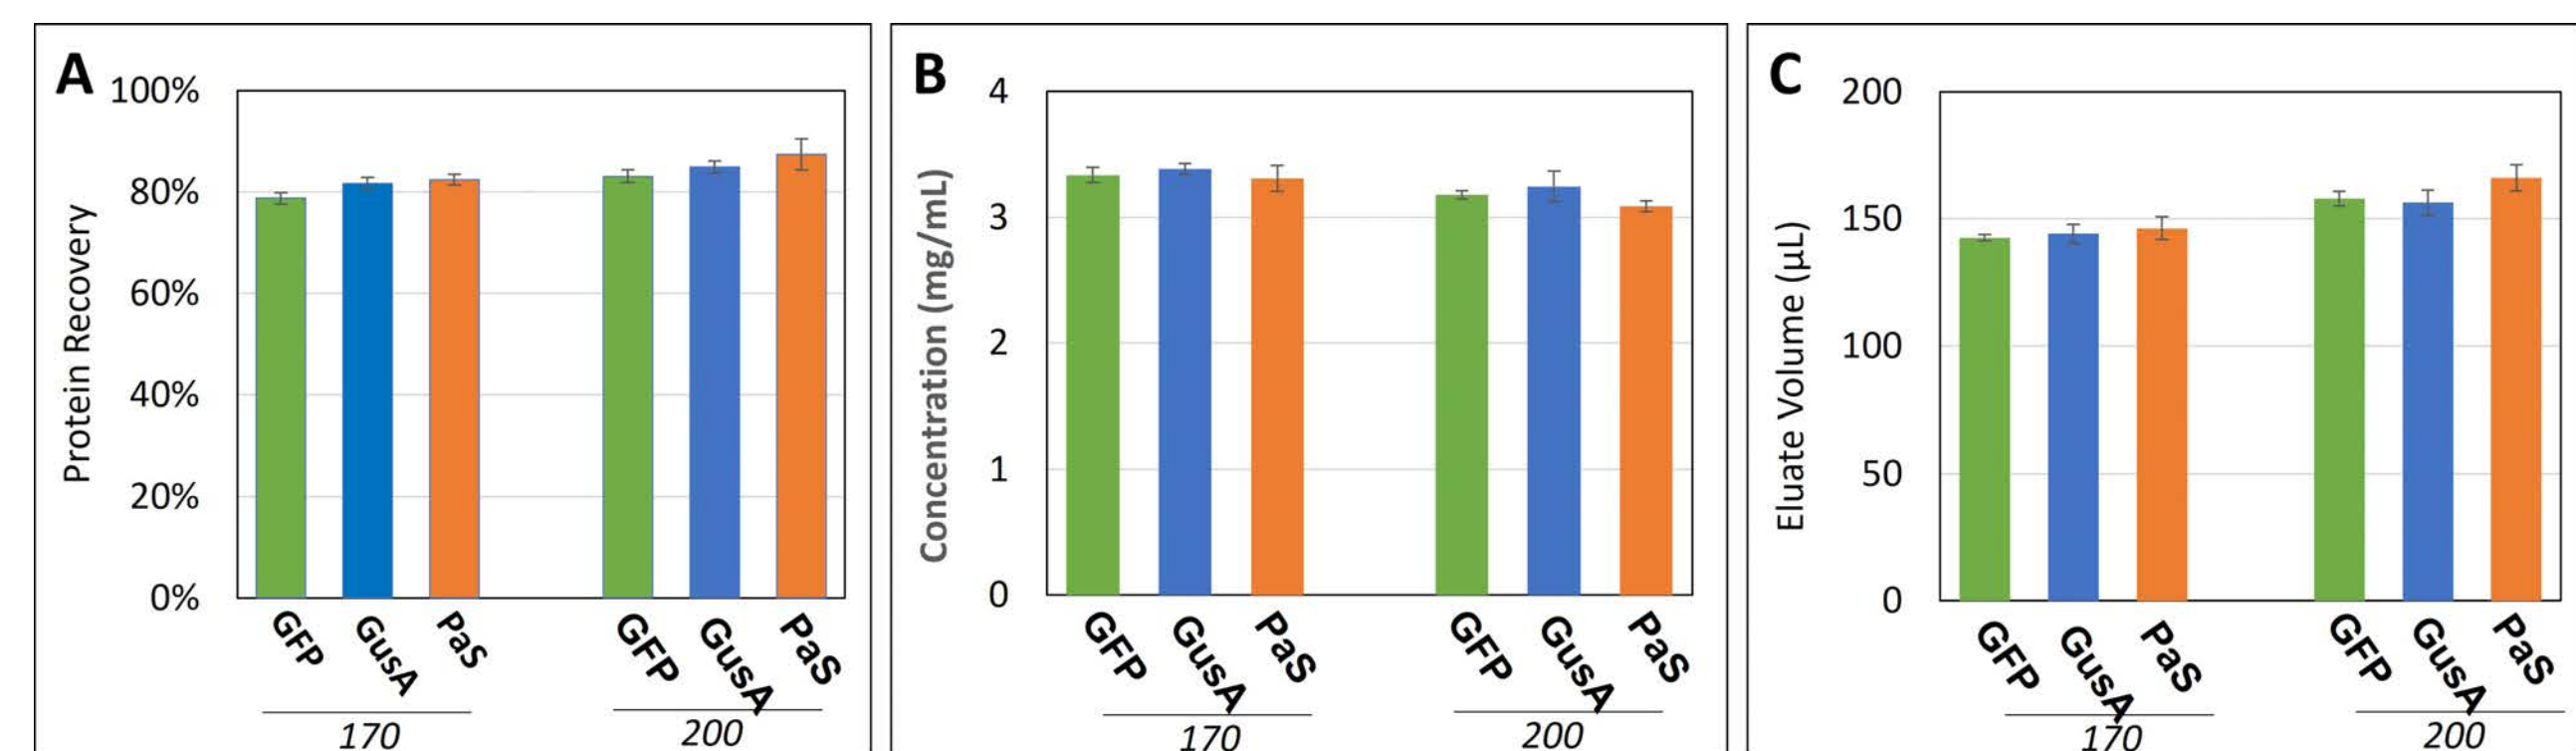 A
100%
80%
60%
40%
20%
0%
Protein Recovery
GFP
GusA
PaS
GFP
GusA
PaS
170
200
B
4
3
2
1
0
Concentration (mg/mL)
GFP
GusA
PaS
GFP
GusA
PaS
170
200
C
200
150
100
50
0
Eluate Volume (µL)
GFP
GusA
PaS
GFP
GusA
PaS
170
200